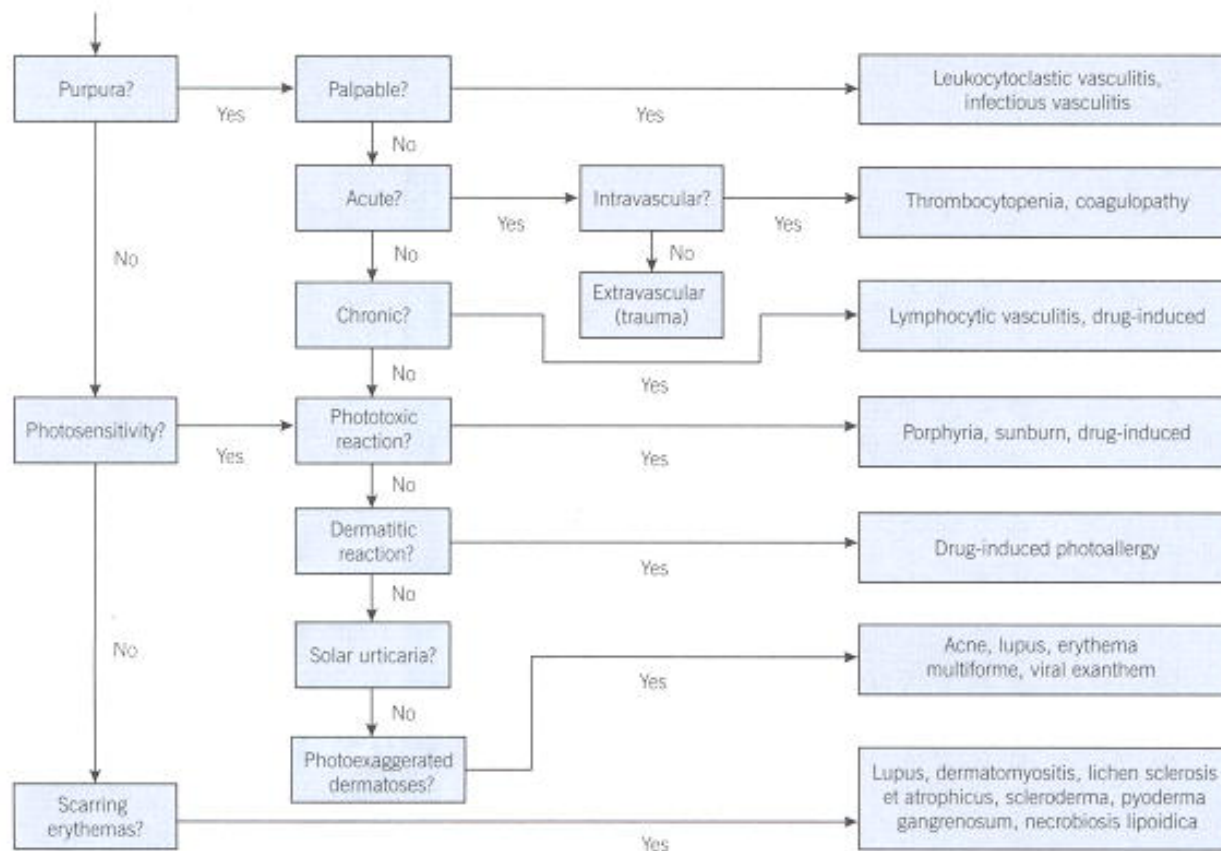 Purpura?
Yes
Palpable?
Yes
Leukocytoclastic vasculitis,
infectious vasculitis
No
Acute?
Yes
Intravascular?
Yes
Thrombocytopenia, coagulopathy
No
No
No
Extravascular
(trauma)
Chronic?
Yes
Lymphocytic vasculitis, drug-induced
No
Photosensitivity?
Yes
Phototoxic
reaction?
Yes
Porphyria, sunburn, drug-induced
No
Dermatitic
reaction?
Yes
Drug-induced photoallergy
No
No
Solar urticaria?
Yes
Acne, lupus, erythema
multiforme, viral exanthem
No
Photoexaggerated
dermatoses?
Scarring
erythemas?
Yes
Lupus, dermatomyositis, lichen sclerosis
et atrophicus, scleroderma, pyoderma
gangrenosum, necrobiosis lipoidica